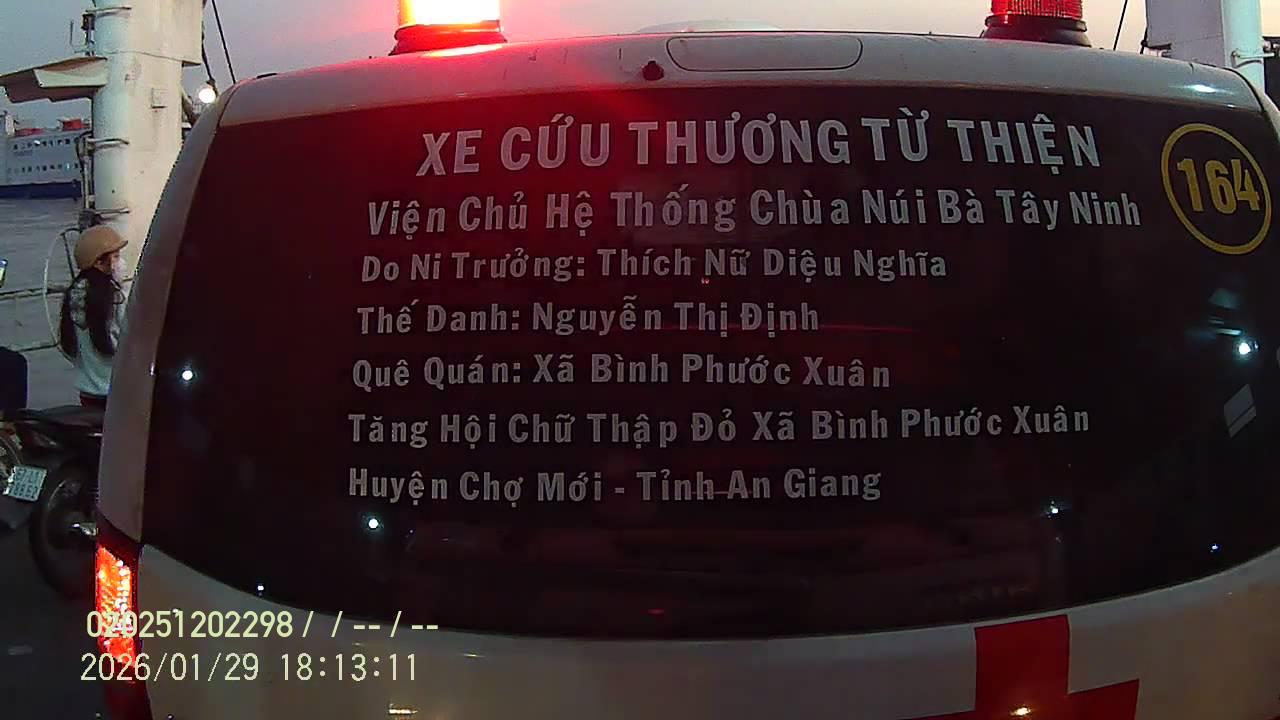 XE CỨU THƯƠNG TỪ THIỆN
164
Viện Chủ Hệ Thống Chùa Núi Bà Tây Ninh
Do Ni Trưởng: Thích Nữ Diệu Nghĩa
Thế Danh: Nguyễn Thị Định
Quê Quán: Xã Bình Phước Xuân
Tăng Hội Chữ Thập Đỏ Xã Bình Phước Xuân
Huyện Chợ Mới - Tỉnh An Giang
020251202298 / / -- / --
2026/01/29 18:13:11